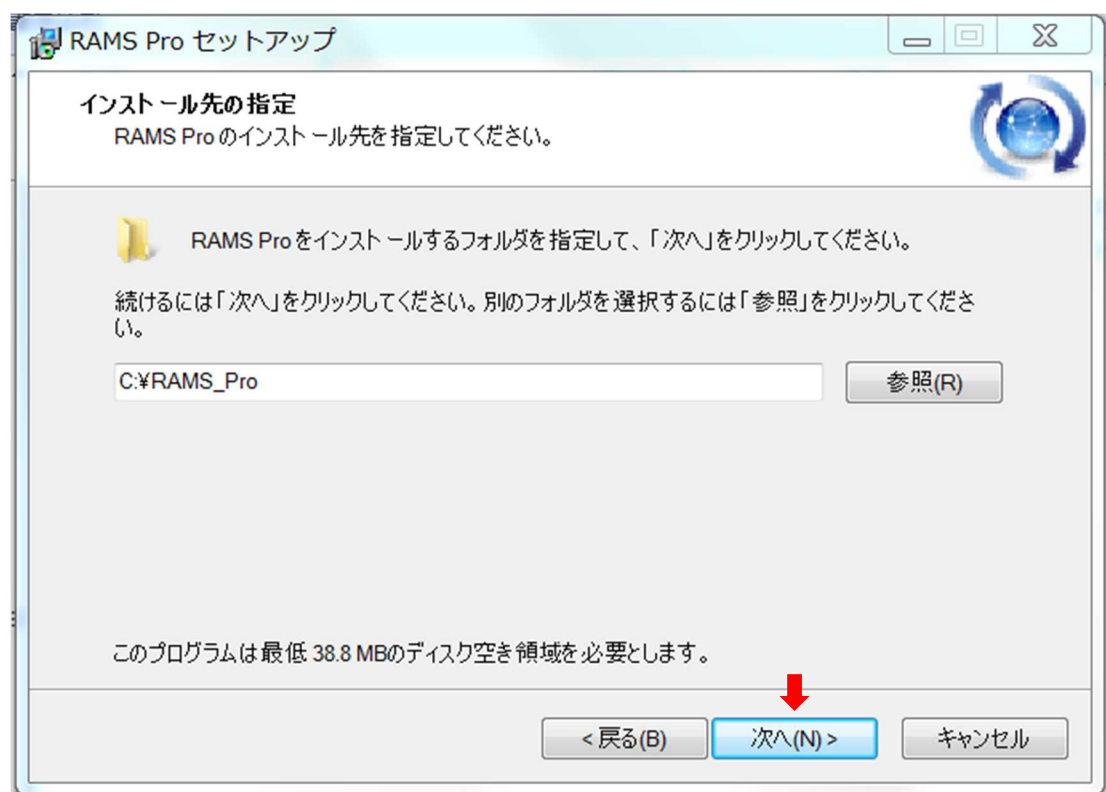 RAMS Pro セットアップ
インストール先の指定
RAMS Pro のインストール先を指定してください。
RAMS Pro をインストールするフォルダを指定して、「次へ」をクリックしてください。
続けるには「次へ」をクリックしてください。別のフォルダを選択するには「参照」をクリックしてくださ
い。
C:¥RAMS_Pro
参照(R)
このプログラムは最低 38.8 MBのディスク空き領域を必要とします。
< 戻る(B)
次へ(N) >
キャンセル